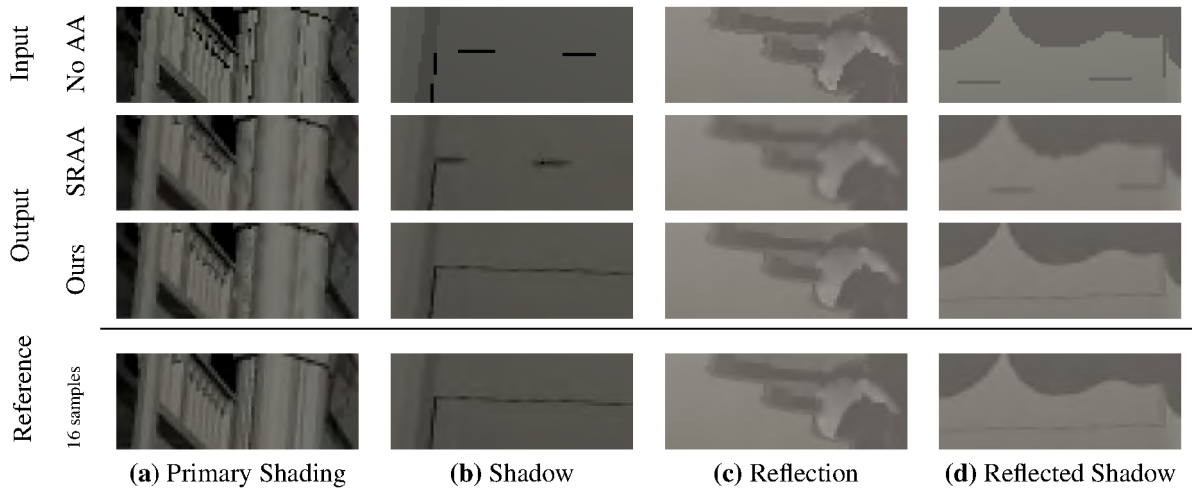 Input
No AA
Output
SRAA
Ours
Reference
16 samples
(a) Primary Shading
(b) Shadow
(c) Reflection
(d) Reflected Shadow